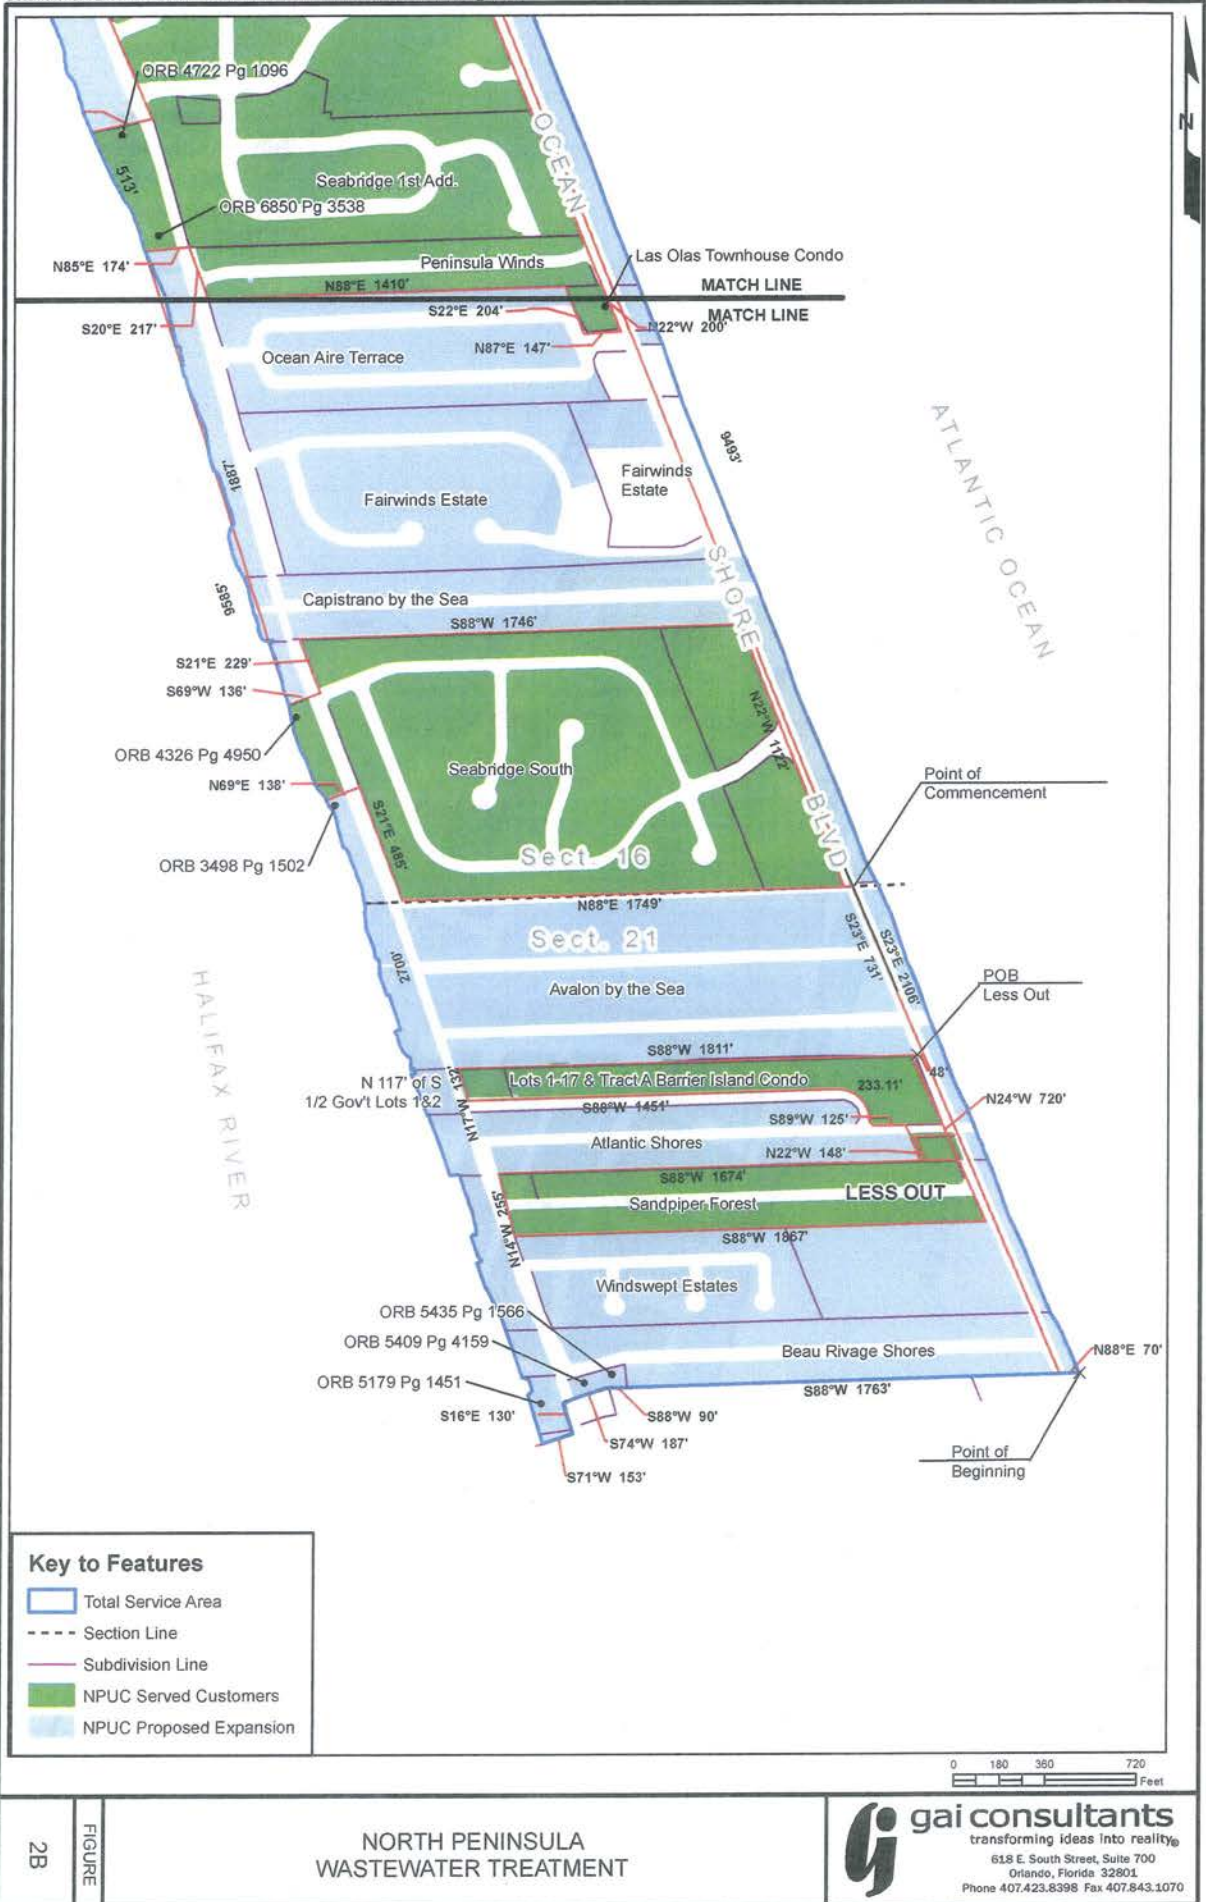 ORB 4722 Pg 1096
N
OCEAN
513'
Seabridge 1st Add.
ORB 6850 Pg 3538
Las Olas Townhouse Condo
N85°E 174'
Peninsula Winds
N88°E 1410'
MATCH LINE
MATCH LINE
S22°E 204'
S20°E 217'
N22°W 200'
N87°E 147'
Ocean Aire Terrace
ATLANTIC OCEAN
9493'
1887'
Fairwinds
Estate
Fairwinds Estate
SHORE
9585'
Capistrano by the Sea
S88°W 1746'
S21°E 229'
S69°W 136'
N22°W 1122'
ORB 4326 Pg 4950
Seabridge South
N69°E 138'
Point of
Commencement
S21°E 485'
BLVD
ORB 3498 Pg 1502
Sect. 16
N88°E 1749'
S23°E 731'
S23°E 2106'
Sect. 21
2700'
HALIFAX RIVER
Avalon by the Sea
POB
Less Out
S88°W 1811'
N 117' of S
1/2 Gov't Lots 1&2
N17°W 132'
Lots 1-17 & Tract A Barrier Island Condo
233.11'
48'
N24°W 720'
S88°W 1451'
S89°W 125'
Atlantic Shores
N22°W 148'
S88°W 1674'
LESS OUT
Sandpiper Forest
N14°W 255'
S88°W 1867'
Windswept Estates
ORB 5435 Pg 1566
ORB 5409 Pg 4159
Beau Rivage Shores
N88°E 70'
ORB 5179 Pg 1451
S88°W 1763'
S16°E 130'
S88°W 90'
S74°W 187'
Point of
Beginning
S71°W 153'
Key to Features
Total Service Area
Section Line
Subdivision Line
NPUC Served Customers
NPUC Proposed Expansion
0 180 360 720
Feet
2B
FIGURE
NORTH PENINSULA
WASTEWATER TREATMENT
gai consultants
transforming ideas into reality®
618 E. South Street, Suite 700
Orlando, Florida 32801
Phone 407.423.8398 Fax 407.843.1070